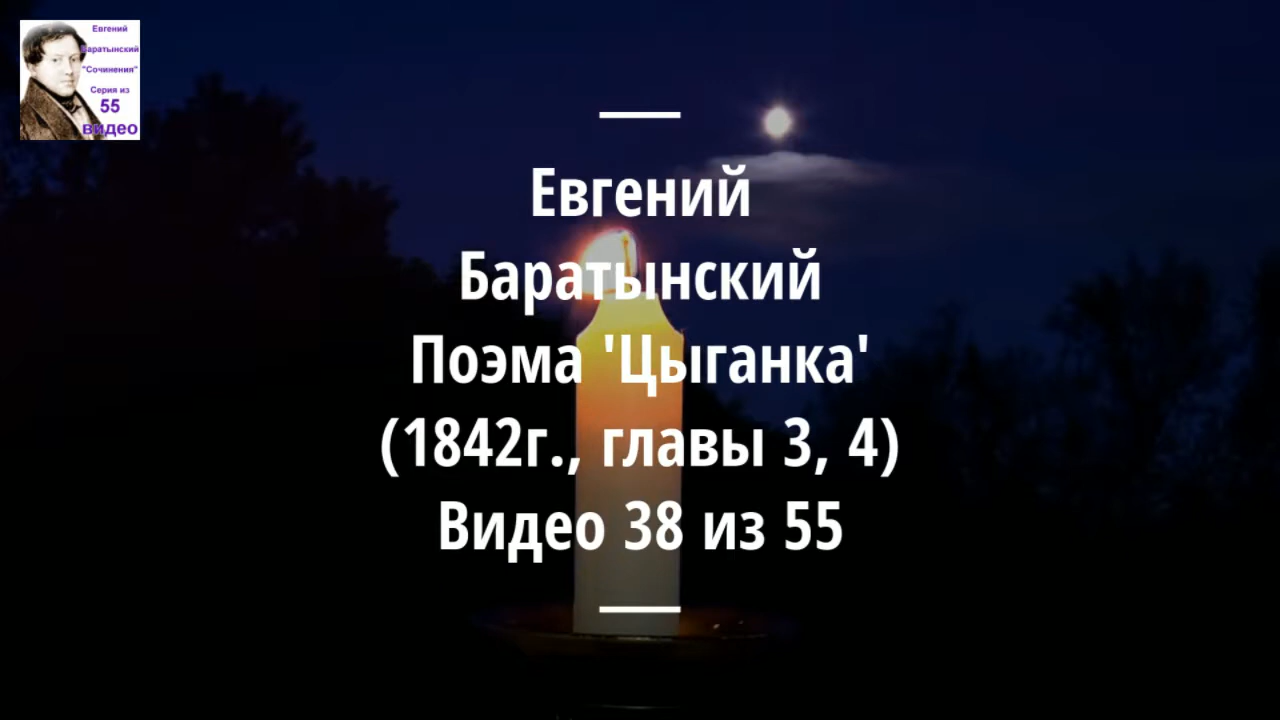 Евгений
Баратынский
"Сочинения"
Серия из
55
видео
Евгений
Баратынский
Поэма 'Цыганка'
(1842г., главы 3, 4)
Видео 38 из 55